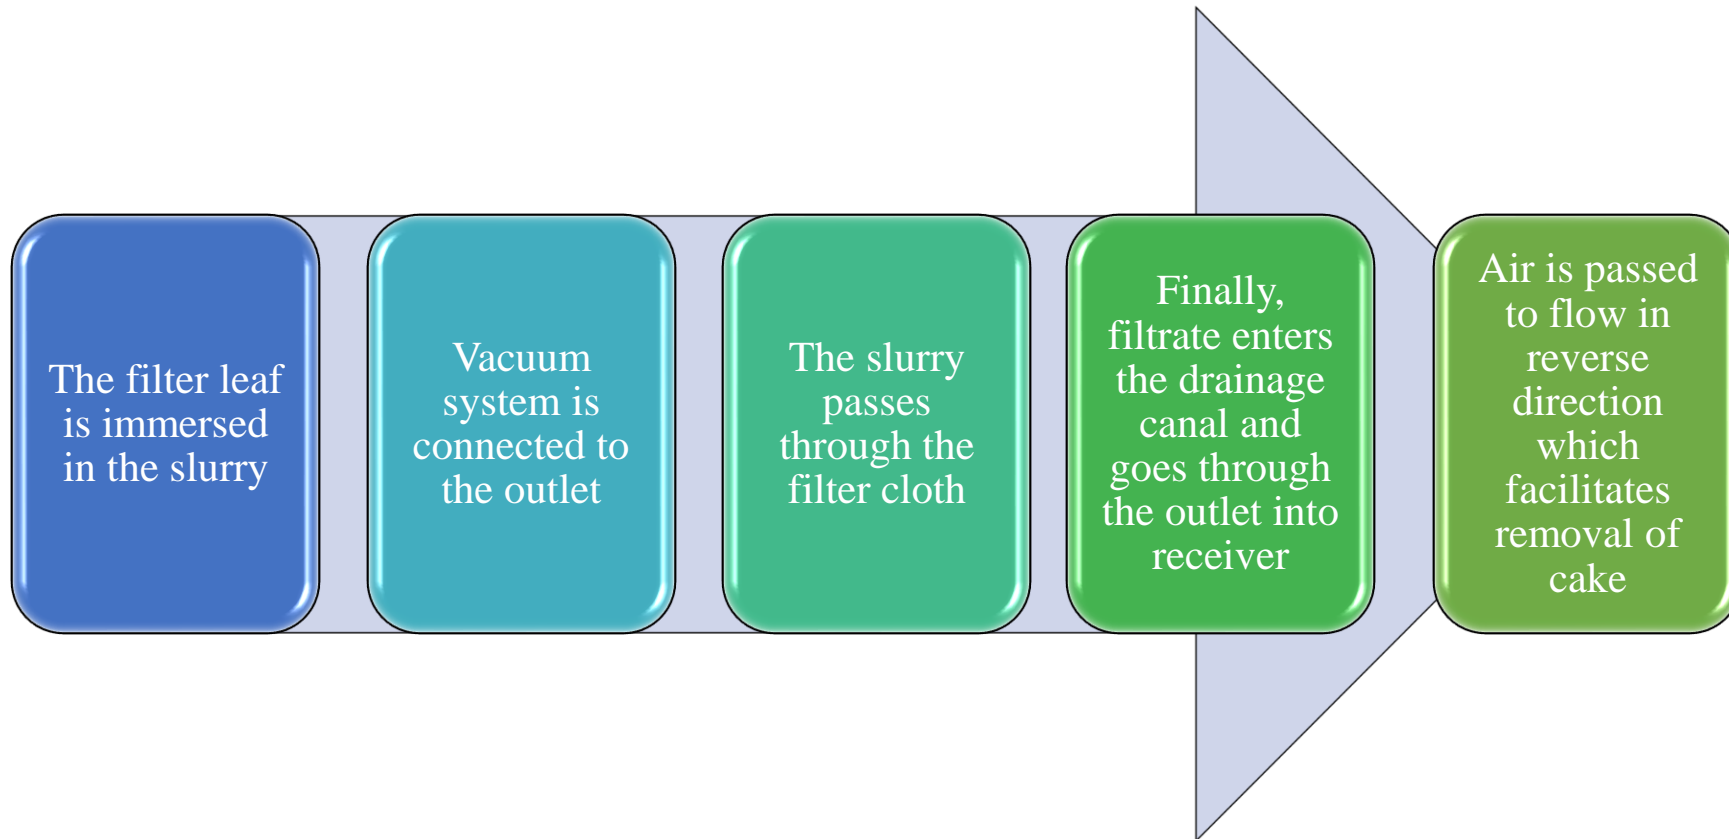 The filter leaf
is immersed
in the slurry
Vacuum
system is
connected to
the outlet
The slurry
passes
through the
filter cloth
Finally,
filtrate enters
the drainage
canal and
goes through
the outlet into
receiver
Air is passed
to flow in
reverse
direction
which
facilitates
removal of
cake